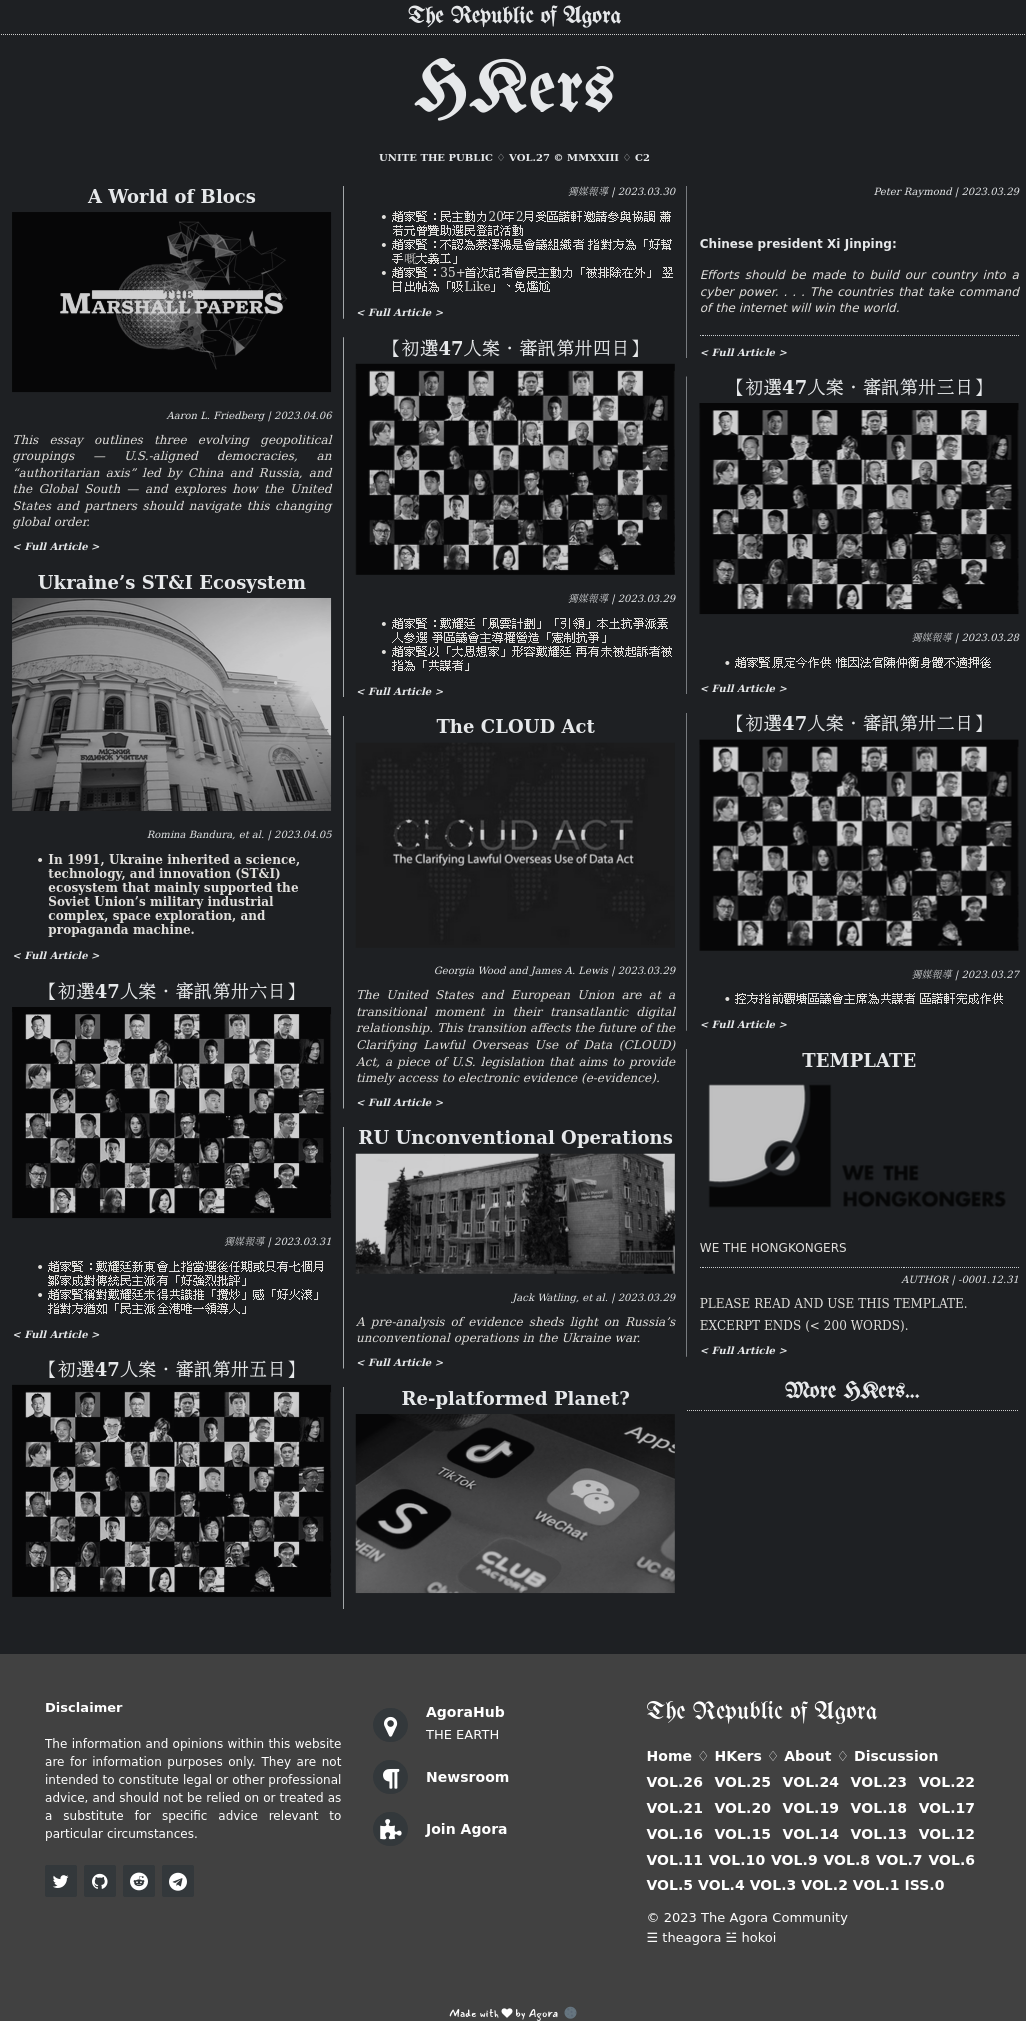 The Republic of Agora
HKers
UNITE THE PUBLIC ♢ VOL.27 © MMXXIII ♢ C2
A World of Blocs
THE
MARSHALL PAPERS
Aaron L. Friedberg | 2023.04.06
This essay outlines three evolving geopolitical
groupings — U.S.-aligned democracies, an
“authoritarian axis” led by China and Russia, and
the Global South — and explores how the United
States and partners should navigate this changing
global order.
< Full Article >
Ukraine’s ST&I Ecosystem
МІСЬКИЙ
БУДИНОК УЧИТЕЛЯ
Romina Bandura, et al. | 2023.04.05
• In 1991, Ukraine inherited a science,
technology, and innovation (ST&I)
ecosystem that mainly supported the
Soviet Union’s military industrial
complex, space exploration, and
propaganda machine.
< Full Article >
【初選47人案・審訊第卅六日】
獨媒報導 | 2023.03.31
• 趙家賢：戴耀廷新東會上指當選後任期或只有七個月
鄒家成對傳統民主派有「好強烈批評」
• 趙家賢稱對戴耀廷未得共識推「攬炒」感「好火滾」
指對方猶如「民主派全港唯一領導人」
< Full Article >
【初選47人案・審訊第卅五日】
獨媒報導 | 2023.03.30
• 趙家賢：民主動力20年2月受區諾軒邀請參與協調 蕭
若元曾贊助選民登記活動
• 趙家賢：不認為蒙澤鴻是會議組織者 指對方為「好幫
手嘅大義工」
• 趙家賢：35+首次記者會民主動力「被排除在外」 翌
日出帖為「吸Like」、免尷尬
< Full Article >
【初選47人案・審訊第卅四日】
獨媒報導 | 2023.03.29
• 趙家賢：戴耀廷「風雲計劃」「引領」本土抗爭派素
人參選 爭區議會主導權營造「憲制抗爭」
• 趙家賢以「大思想家」形容戴耀廷 再有未被起訴者被
指為「共謀者」
< Full Article >
The CLOUD Act
CLOUD ACT
The Clarifying Lawful Overseas Use of Data Act
Georgia Wood and James A. Lewis | 2023.03.29
The United States and European Union are at a
transitional moment in their transatlantic digital
relationship. This transition affects the future of the
Clarifying Lawful Overseas Use of Data (CLOUD)
Act, a piece of U.S. legislation that aims to provide
timely access to electronic evidence (e-evidence).
< Full Article >
RU Unconventional Operations
Jack Watling, et al. | 2023.03.29
A pre-analysis of evidence sheds light on Russia’s
unconventional operations in the Ukraine war.
< Full Article >
Re-platformed Planet?
Apps
TikTok
WeChat
S
HEIN
CLUB
FACTORY
UC B
Peter Raymond | 2023.03.29
Chinese president Xi Jinping:
Efforts should be made to build our country into a
cyber power. . . . The countries that take command
of the internet will win the world.
< Full Article >
【初選47人案・審訊第卅三日】
獨媒報導 | 2023.03.28
• 趙家賢原定今作供 惟因法官陳仲衡身體不適押後
< Full Article >
【初選47人案・審訊第卅二日】
獨媒報導 | 2023.03.27
• 控方指前觀塘區議會主席為共謀者 區諾軒完成作供
< Full Article >
TEMPLATE
WE THE
HONGKONGERS
WE THE HONGKONGERS
AUTHOR | -0001.12.31
PLEASE READ AND USE THIS TEMPLATE.
EXCERPT ENDS (< 200 WORDS).
< Full Article >
More HKers...
Disclaimer
The information and opinions within this website
are for information purposes only. They are not
intended to constitute legal or other professional
advice, and should not be relied on or treated as
a substitute for specific advice relevant to
particular circumstances.
AgoraHub
THE EARTH
Newsroom
Join Agora
The Republic of Agora
Home ♢ HKers ♢ About ♢ Discussion
VOL.26 VOL.25 VOL.24 VOL.23 VOL.22
VOL.21 VOL.20 VOL.19 VOL.18 VOL.17
VOL.16 VOL.15 VOL.14 VOL.13 VOL.12
VOL.11 VOL.10 VOL.9 VOL.8 VOL.7 VOL.6
VOL.5 VOL.4 VOL.3 VOL.2 VOL.1 ISS.0
© 2023 The Agora Community
☰ theagora ☱ hokoi
Made with ♥ by Agora